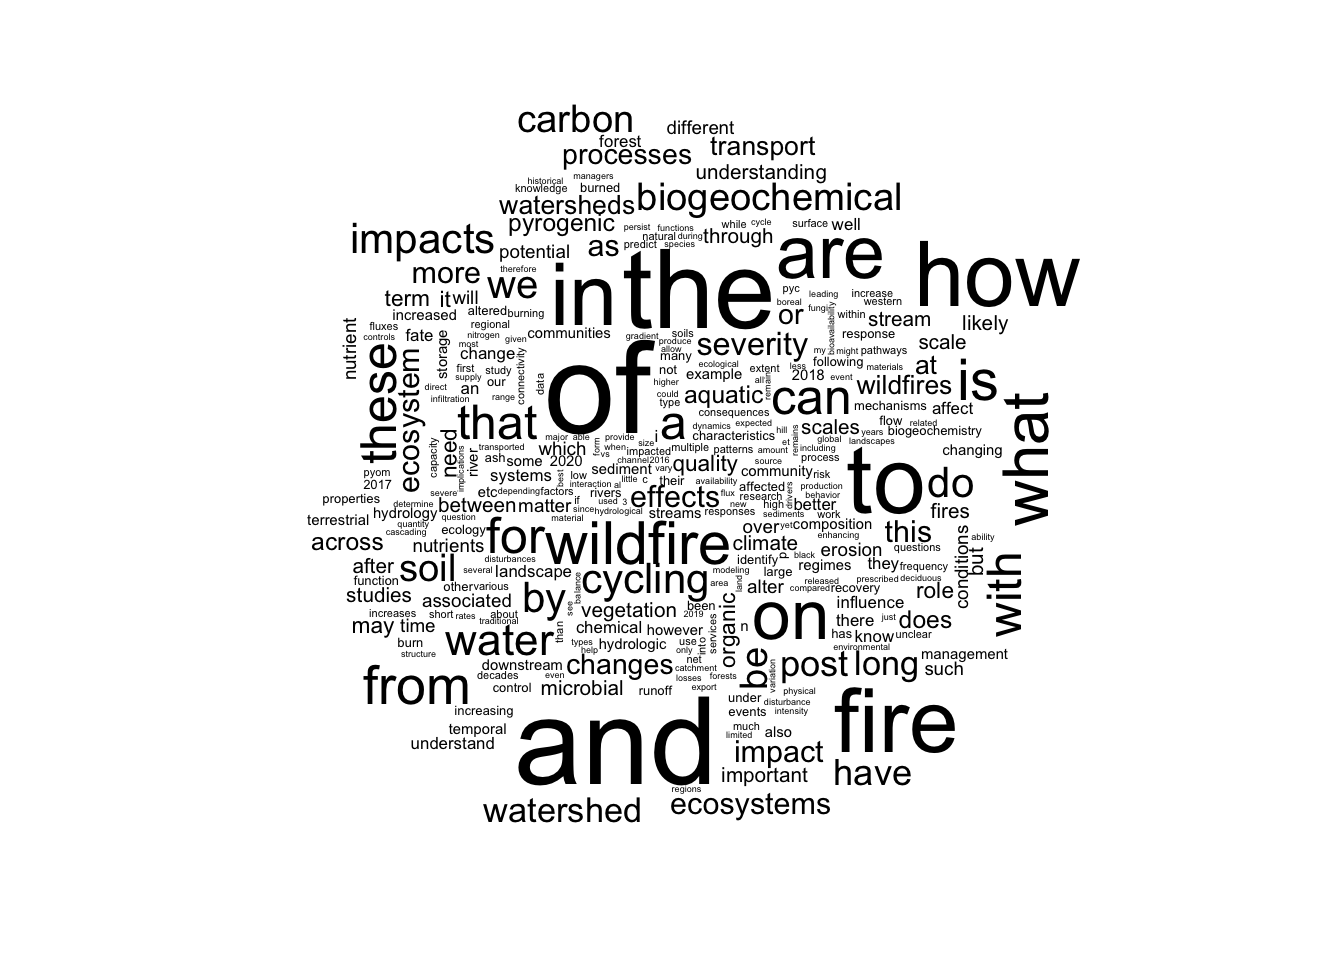 carbon
different
forest
processes
transport
understanding
historical
managers
knowledge
burned
biogeochemical
watersheds
pyrogenic
persist
functions
while
cycle
surface
well
impacts
potential
as
natural
during
through
predict
species
are
how
more
we
therefore
in
the
term
it
will
increased
altered
burning
pyc
leading
increase
boreal
fungi
western
or
within
stream
likely
nutrient
fluxes
controls
fate
storage
regional
nitrogen
given
most
communities
gradient
soils
produce
allow
many
severity
bioavailability
response
scale
my
might
pathways
these
ecosystem
change
first
study
supply
an
our
direct
range
infiltration
connectivity
data
of
not
higher
could
type
ecological
example
extent
less
all
remain
2018
following
event
materials
at
wildfires
is
aquatic
can
mechanisms
affect
what
that
a
i
consequences
dynamics
expected
characteristics
hill
et
remains
scales
years
flow
related
global
landscapes
biogeochemistry
including
changing
need
capacity
implications
river
transported
which
major
able
provide
form
when
vs
size
impacted
multiple
patterns
amount
process
ash
some
2020
channel
2016
source
pyom
2017
systems
best
low
sediment
vary
quality
community
risk
to
do
severe
etc
depending
factors
interaction
al
little
c
their
availability
affected
drivers
production
behavior
properties
determine
between
matter
if
used
3
effects
flux
research
new
high
better
fires
hydrology
quantity
question
since
hydrological
rivers
streams
responses
sediments
work
terrestrial
cascading
ecology
material
for
wildfire
over
yet
composition
this
across
nutrients
disturbances
climate
enhancing
p
black
erosion
questions
conditions
but
ability
with
after
soil
several
landscape
cycling
modeling
identify
regimes
they
frequency
function
other
various
balance
area
land
large
released
prescribed
deciduous
studies
associated
by
see
alter
compared
recovery
role
increases
short
rates
about
traditional
vegetation
been
2019
organic
influence
may
time
than
chemical
however
services
n
on
there
just
does
burn
structure
water
types
help
hydrologic
use
only
into
has
know
unclear
environmental
downstream
changes
net
catchment
forests
be
variation
post
long
management
such
from
decades
even
control
microbial
runoff
losses
export
physical
under
disturbance
events
intensity
increasing
temporal
understand
and
much
limited
also
fire
impact
important
have
regions
watershed
ecosystems